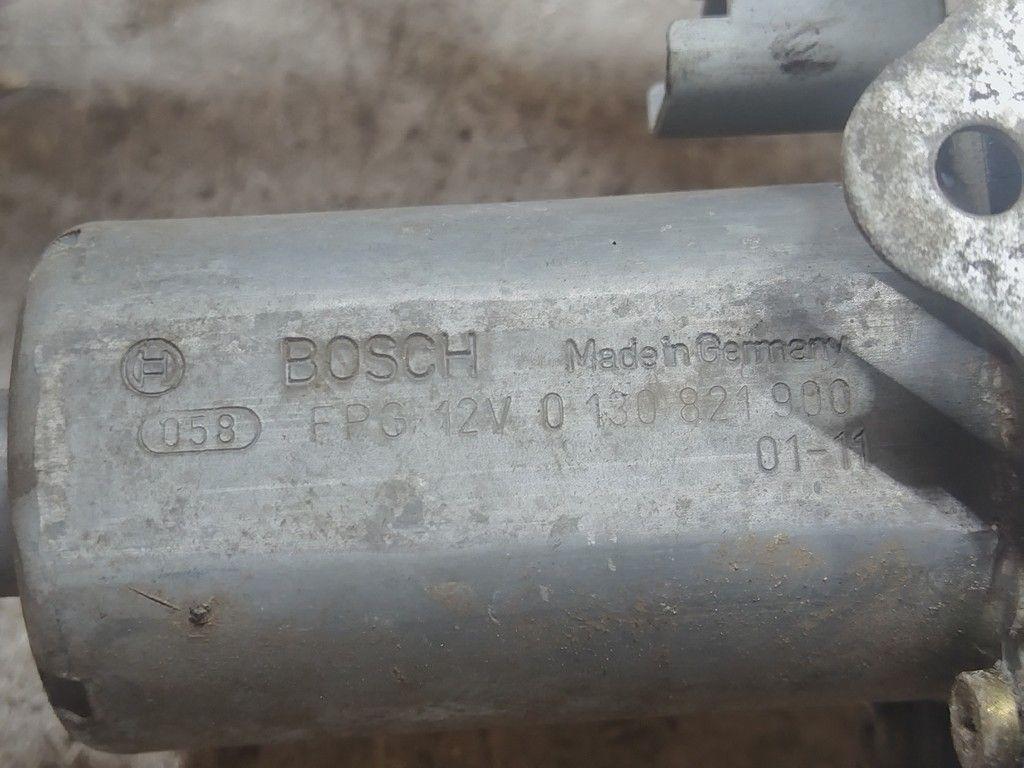 BOSCH Made in Germany
058 FPG 12V 0 130 821 900
01-11